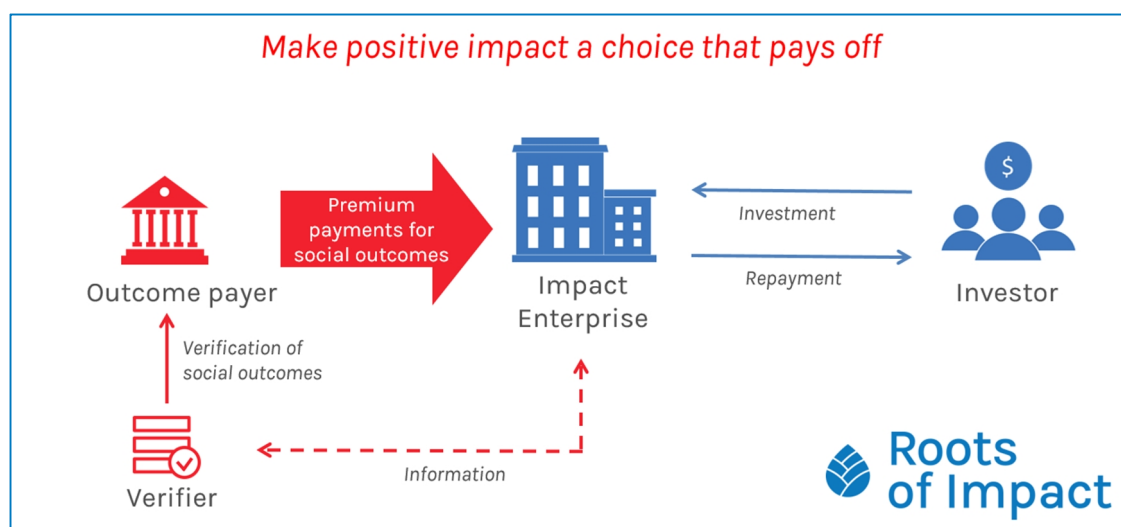 Make positive impact a choice that pays off
Premium
payments for
social outcomes
$
Investment
Repayment
Outcome payer
Impact
Enterprise
Investor
Verification of
social outcomes
Information
Verifier
Roots
of Impact